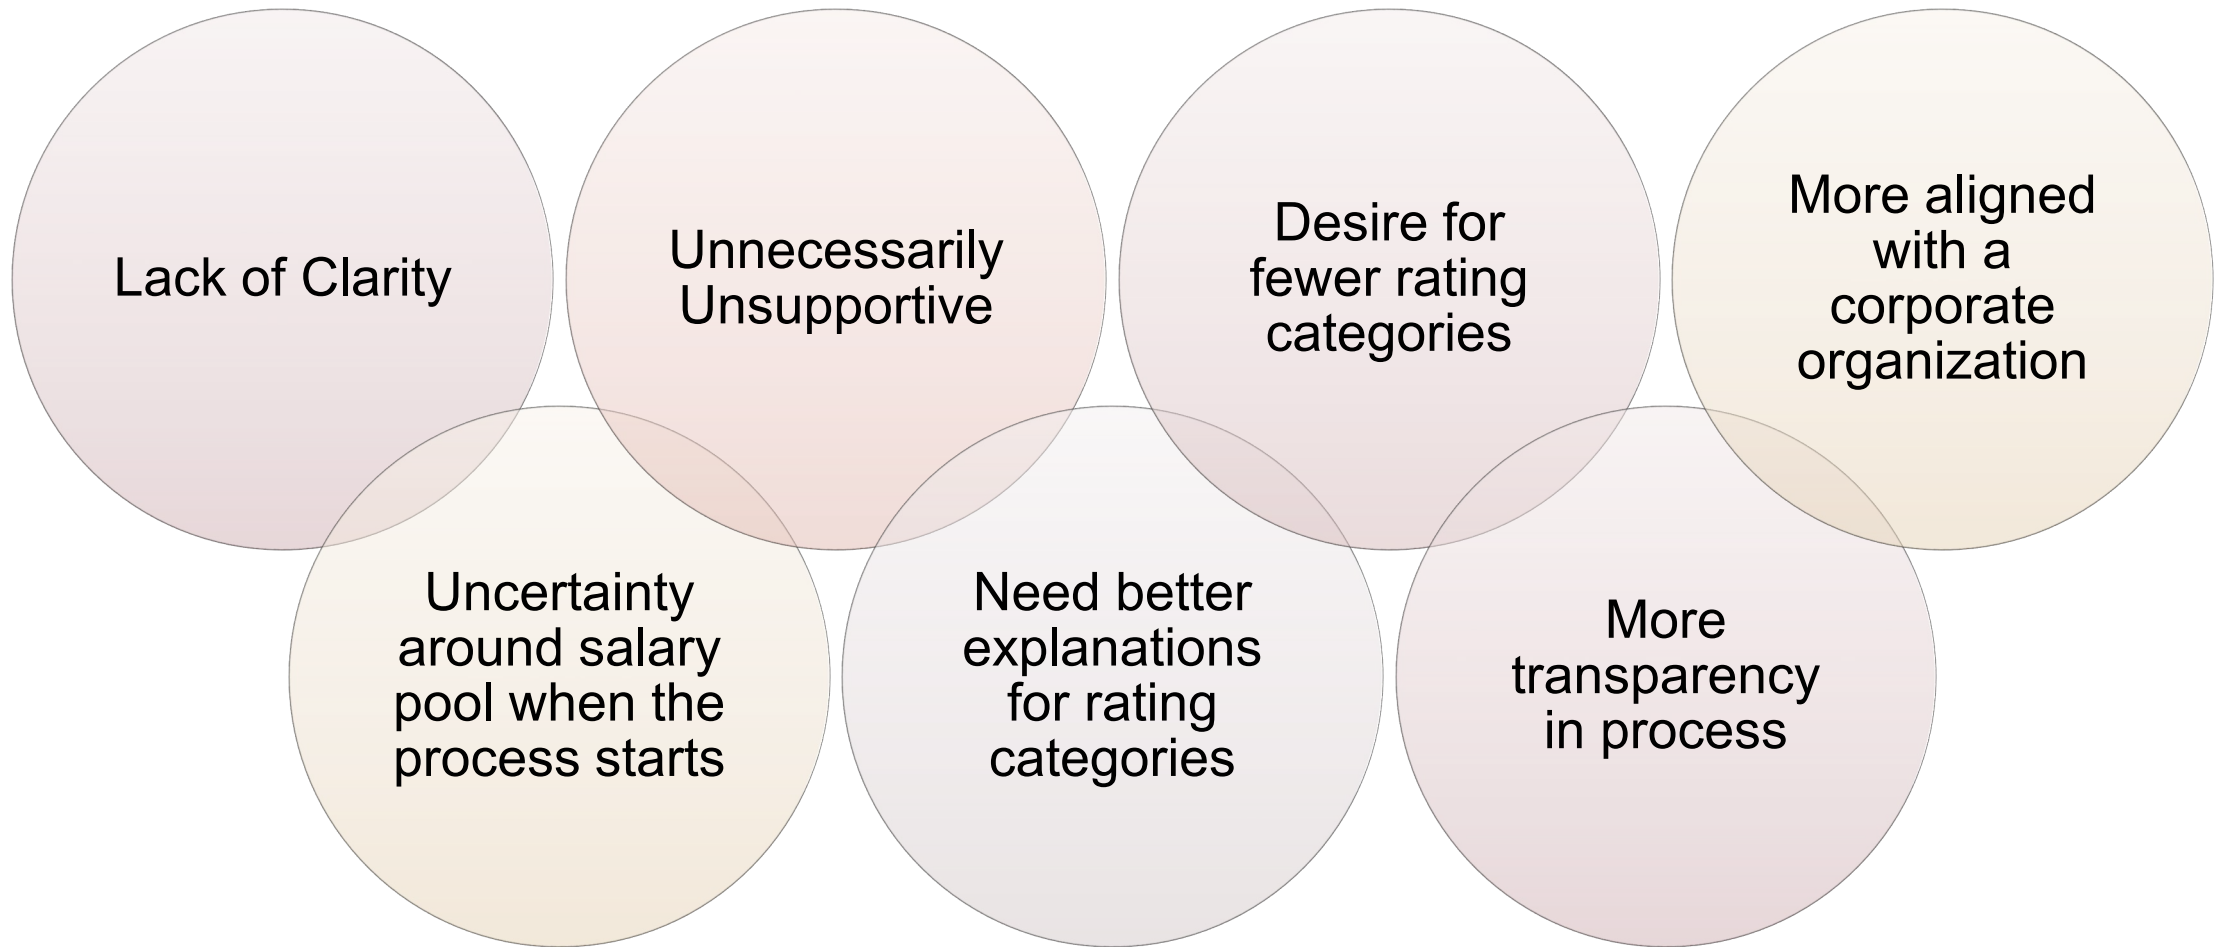 Lack of Clarity
Unnecessarily
Unsupportive
Desire for
fewer rating
categories
More aligned
with a
corporate
organization
Uncertainty
around salary
pool when the
process starts
Need better
explanations
for rating
categories
More
transparency
in process